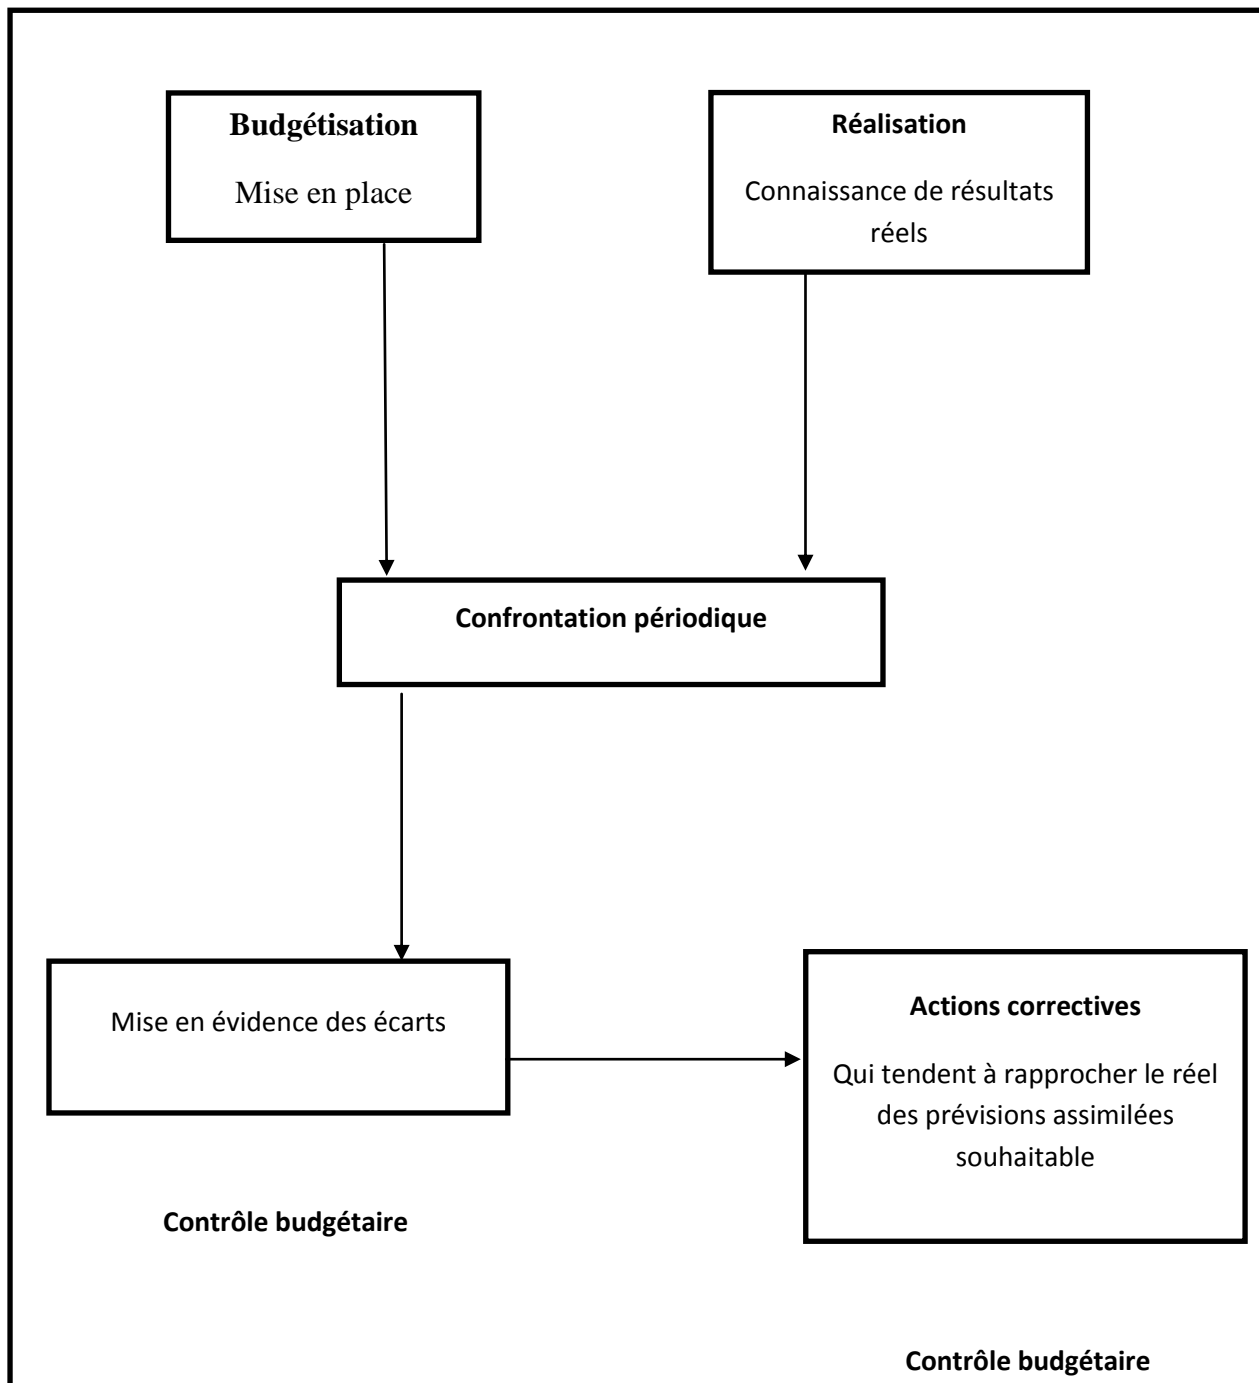 Budgétisation
Mise en place
Réalisation
Connaissance de résultats
réels
Confrontation périodique
Mise en évidence des écarts
Actions correctives
Qui tendent à rapprocher le réel
des prévisions assimilées
souhaitable
Contrôle budgétaire
Contrôle budgétaire